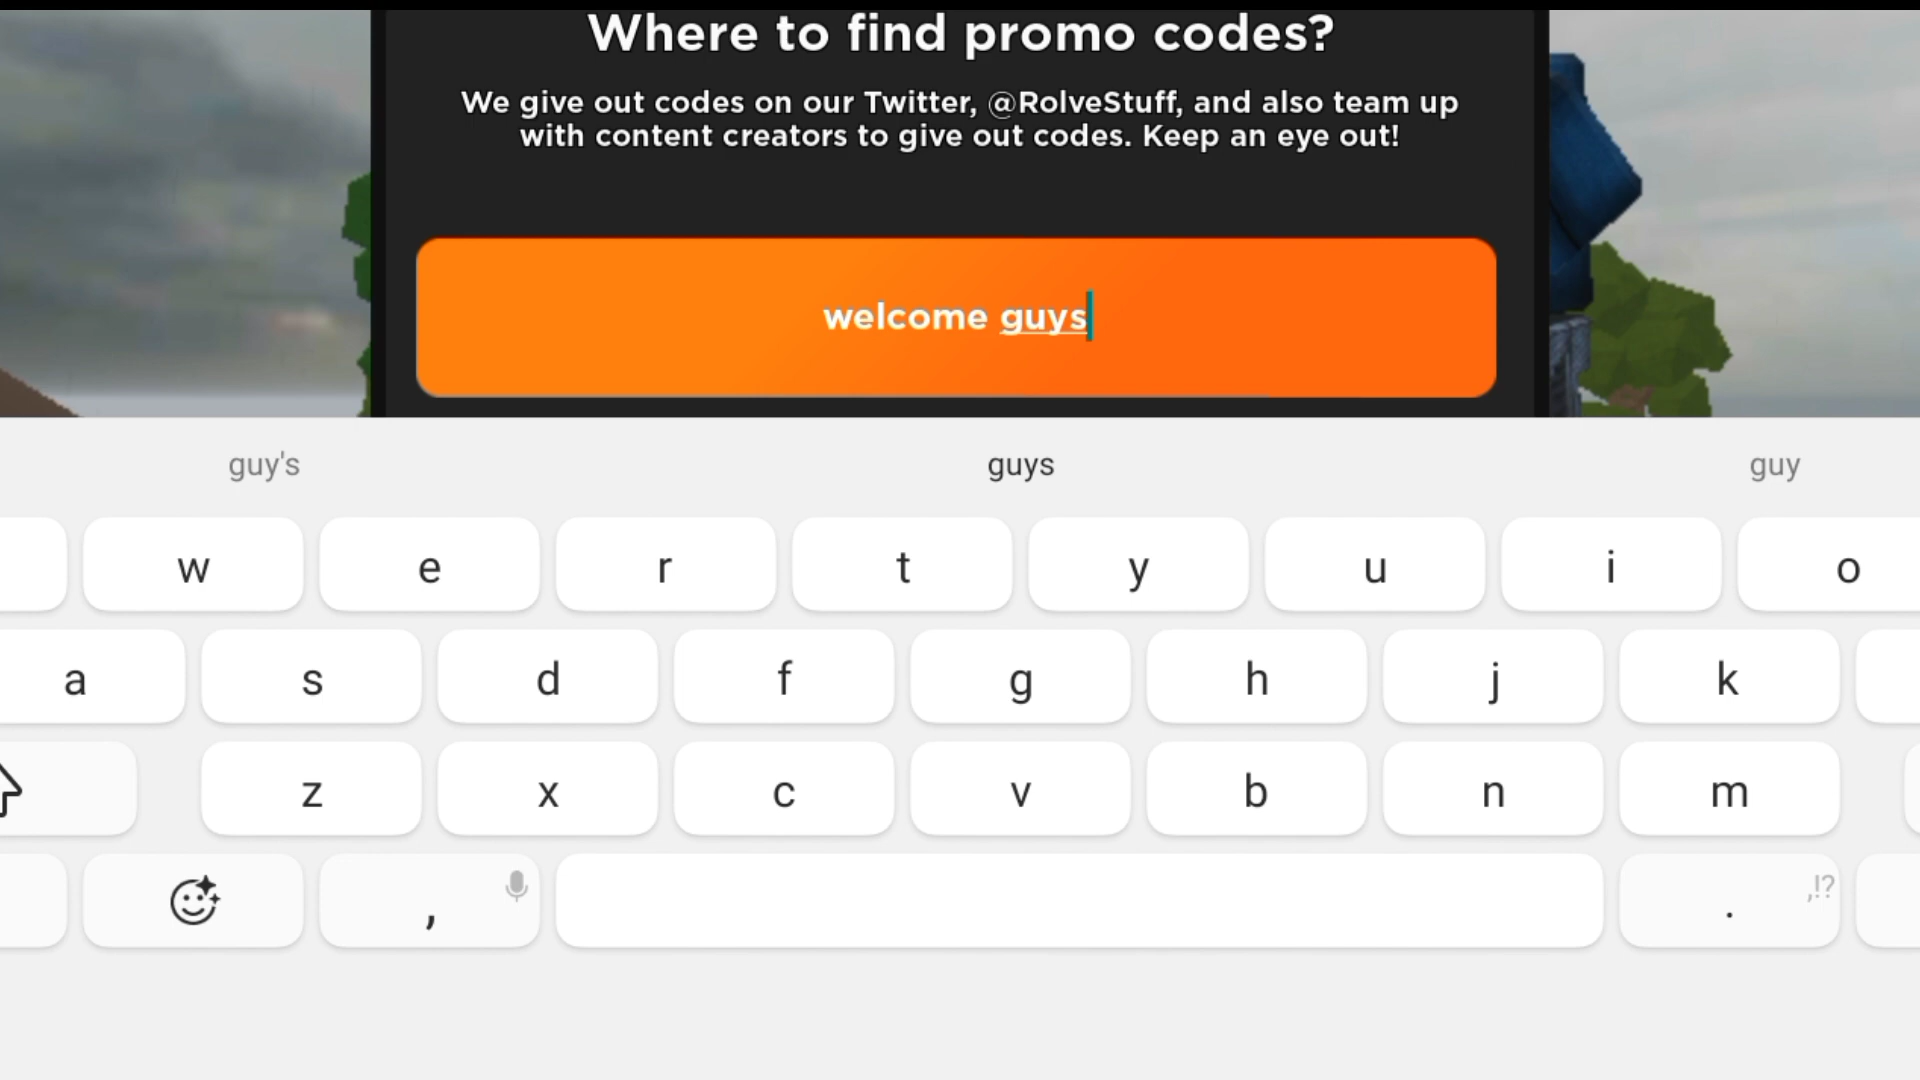 Where to find promo codes?
We give out codes on our Twitter, @RolveStuff, and also team up
with content creators to give out codes. Keep an eye out!
welcome guys
guy's guys guy
w e r t y u i o
a s d f g h j k
z x c v b n m
, . ,!?